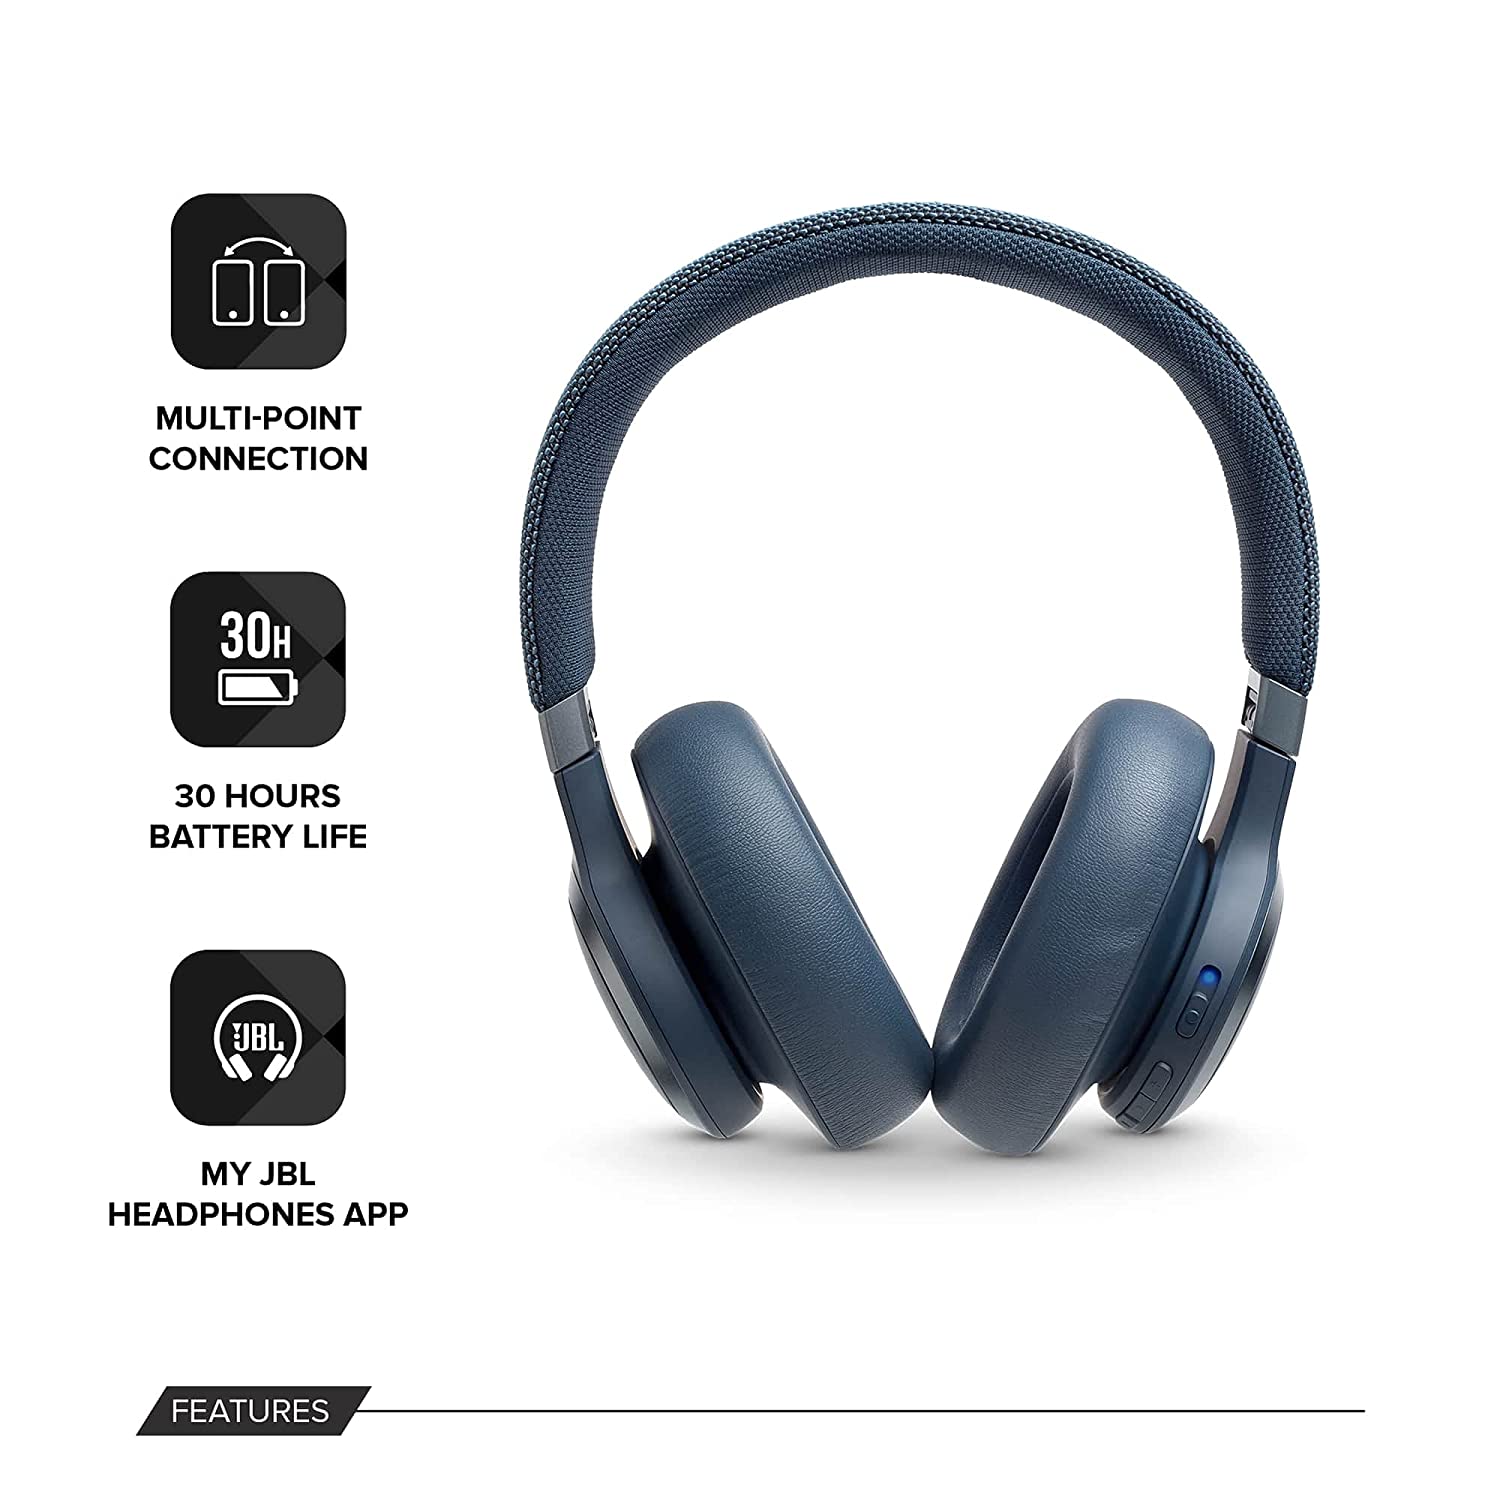 MULTI-POINT
CONNECTION
30H
30 HOURS
BATTERY LIFE
JBL
MY JBL
HEADPHONES APP
FEATURES